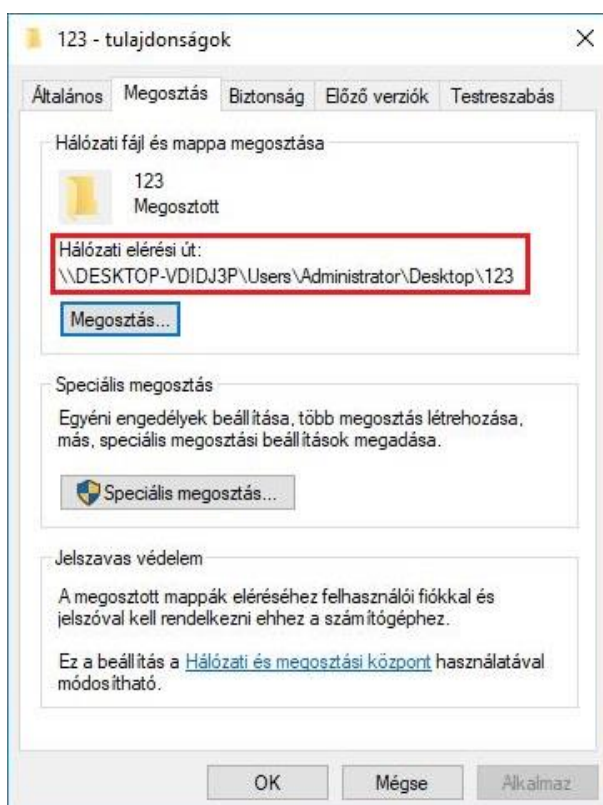 123 - tulajdonságok
Általános Megosztás Biztonság Előző verziók Testreszabás
Hálózati fájl és mappa megosztása
123
Megosztott
Hálózati elérési út:
\\DESKTOP-VDIDJ3P\Users\Administrator\Desktop\123
Megosztás...
Speciális megosztás
Egyéni engedélyek beállítása, több megosztás létrehozása,
más, speciális megosztási beállítások megadása.
Speciális megosztás...
Jelszavas védelem
A megosztott mappák eléréséhez felhasználói fiókkal és
jelszóval kell rendelkezni ehhez a számítógéphez.
Ez a beállítás a Hálózati és megosztási központ használatával
módosítható.
OK Mégse Alkalmaz